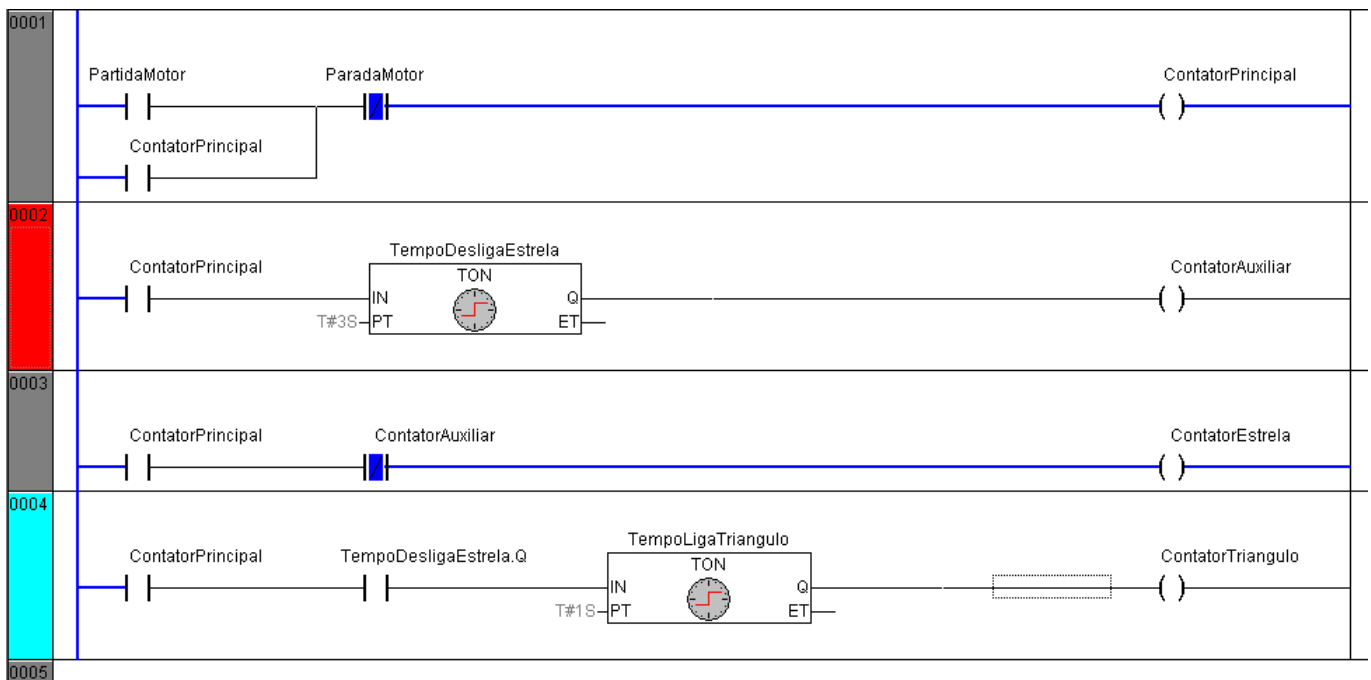 0001
PartidaMotor ParadaMotor ContatorPrincipal
ContatorPrincipal
0002
TempoDesligaEstrela
ContatorPrincipal TON ContatorAuxiliar
IN Q
T#3S PT ET
0003
ContatorPrincipal ContatorAuxiliar ContatorEstrela
0004
TempoLigaTriangulo
ContatorPrincipal TempoDesligaEstrela.Q TON ContatorTriangulo
IN Q
T#1S PT ET
0005